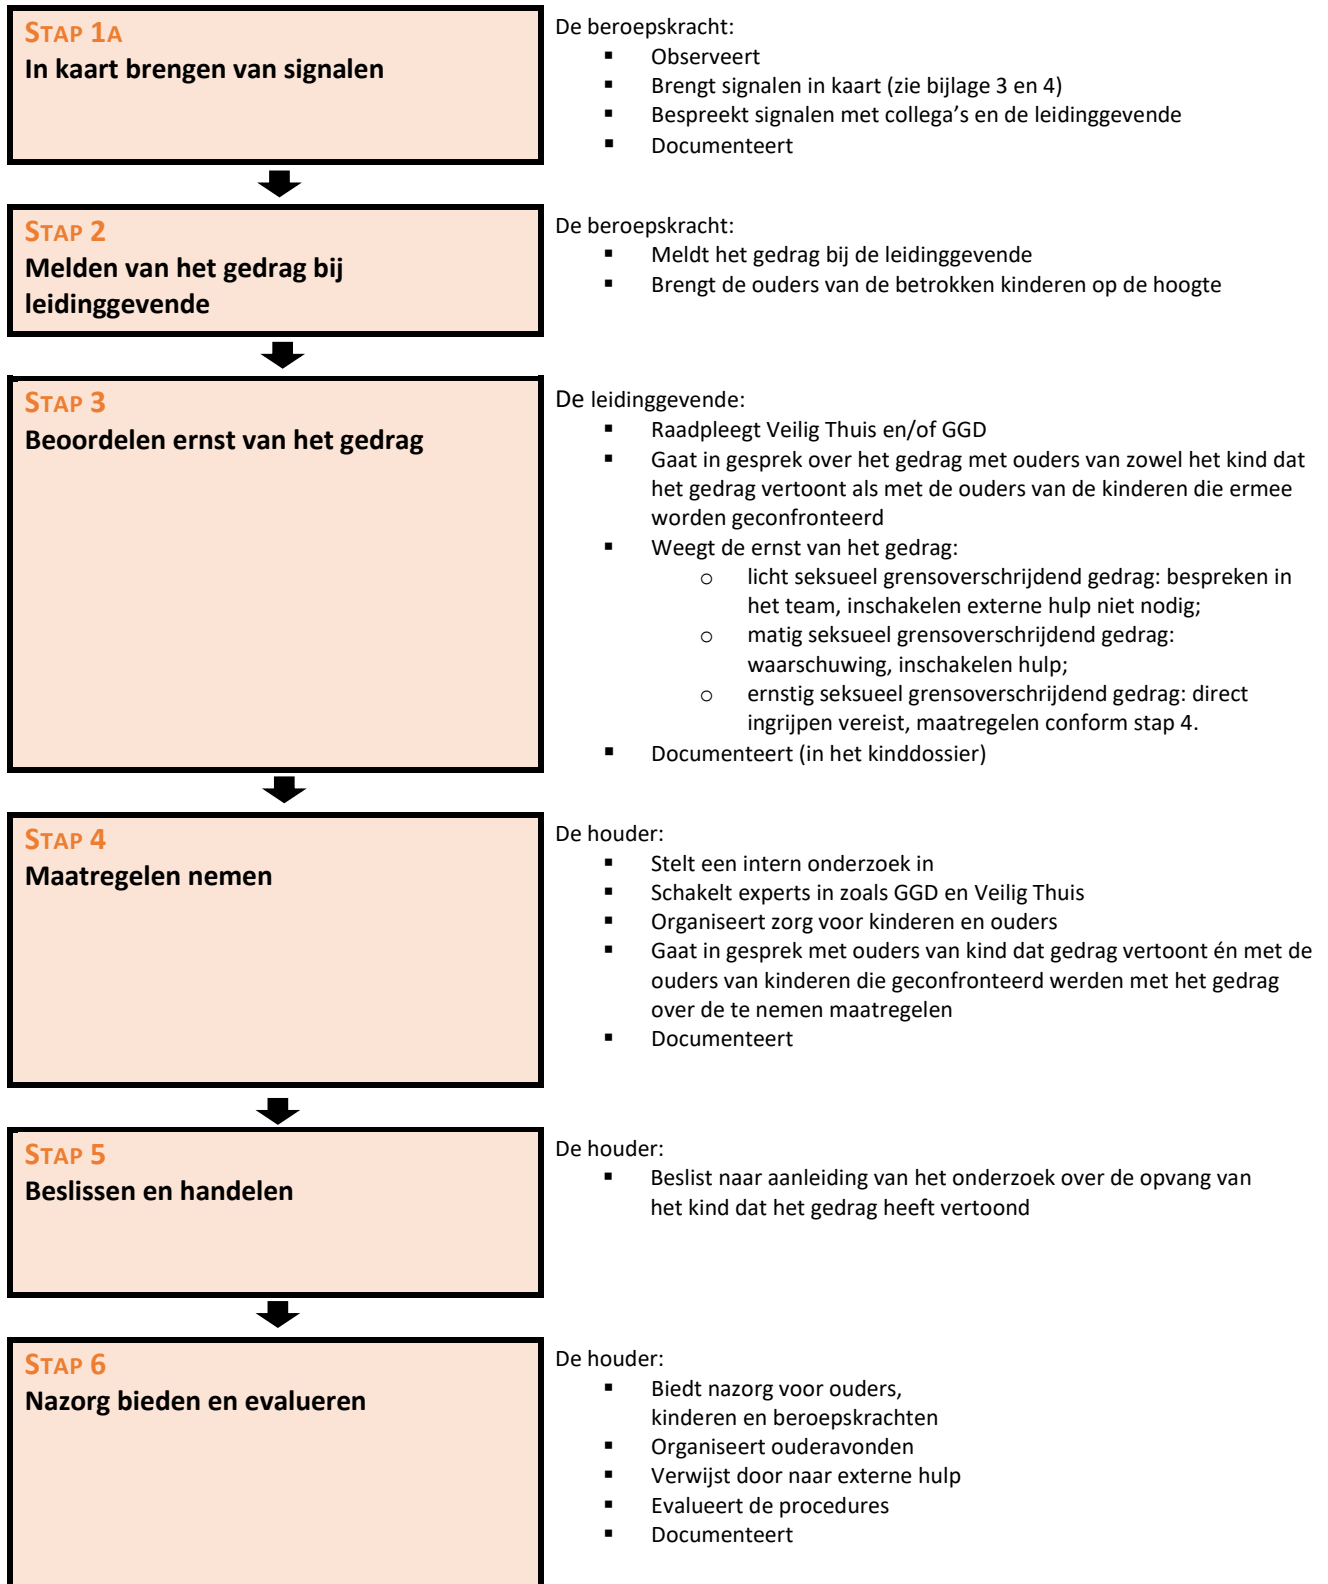 STAP 1A
In kaart brengen van signalen
De beroepskracht:
▪ Observeert
▪ Brengt signalen in kaart (zie bijlage 3 en 4)
▪ Bespreekt signalen met collega’s en de leidinggevende
▪ Documenteert
STAP 2
Melden van het gedrag bij
leidinggevende
De beroepskracht:
▪ Meldt het gedrag bij de leidinggevende
▪ Brengt de ouders van de betrokken kinderen op de hoogte
STAP 3
Beoordelen ernst van het gedrag
De leidinggevende:
▪ Raadpleegt Veilig Thuis en/of GGD
▪ Gaat in gesprek over het gedrag met ouders van zowel het kind dat
het gedrag vertoont als met de ouders van de kinderen die ermee
worden geconfronteerd
▪ Weegt de ernst van het gedrag:
o licht seksueel grensoverschrijdend gedrag: bespreken in
het team, inschakelen externe hulp niet nodig;
o matig seksueel grensoverschrijdend gedrag:
waarschuwing, inschakelen hulp;
o ernstig seksueel grensoverschrijdend gedrag: direct
ingrijpen vereist, maatregelen conform stap 4.
▪ Documenteert (in het kinddossier)
STAP 4
Maatregelen nemen
De houder:
▪ Stelt een intern onderzoek in
▪ Schakelt experts in zoals GGD en Veilig Thuis
▪ Organiseert zorg voor kinderen en ouders
▪ Gaat in gesprek met ouders van kind dat gedrag vertoont én met de
ouders van kinderen die geconfronteerd werden met het gedrag
over de te nemen maatregelen
▪ Documenteert
STAP 5
Beslissen en handelen
De houder:
▪ Beslist naar aanleiding van het onderzoek over de opvang van
het kind dat het gedrag heeft vertoond
STAP 6
Nazorg bieden en evalueren
De houder:
▪ Biedt nazorg voor ouders,
kinderen en beroepskrachten
▪ Organiseert ouderavonden
▪ Verwijst door naar externe hulp
▪ Evalueert de procedures
▪ Documenteert